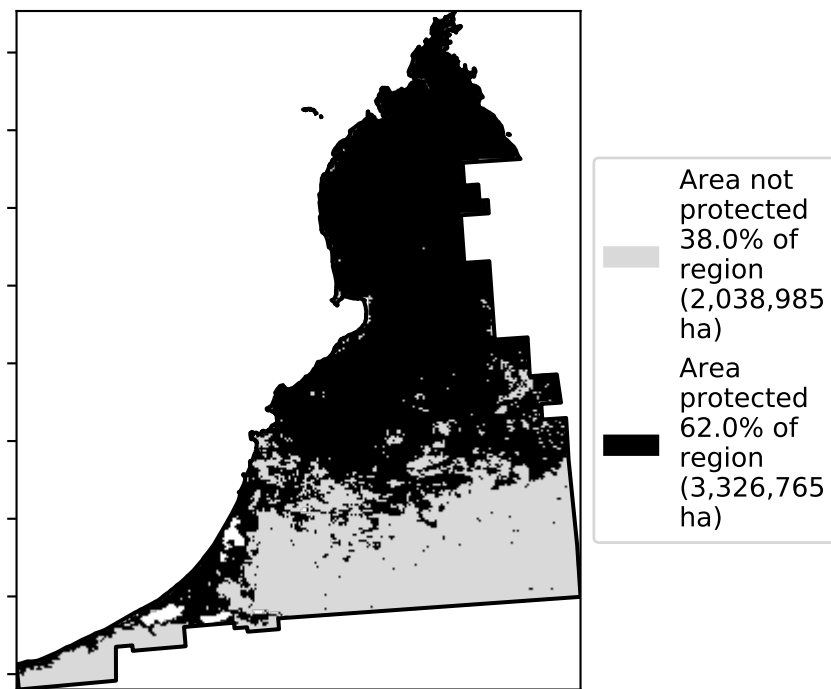 Area not
protected
38.0% of
region
(2,038,985
ha)
Area
protected
62.0% of
region
(3,326,765
ha)